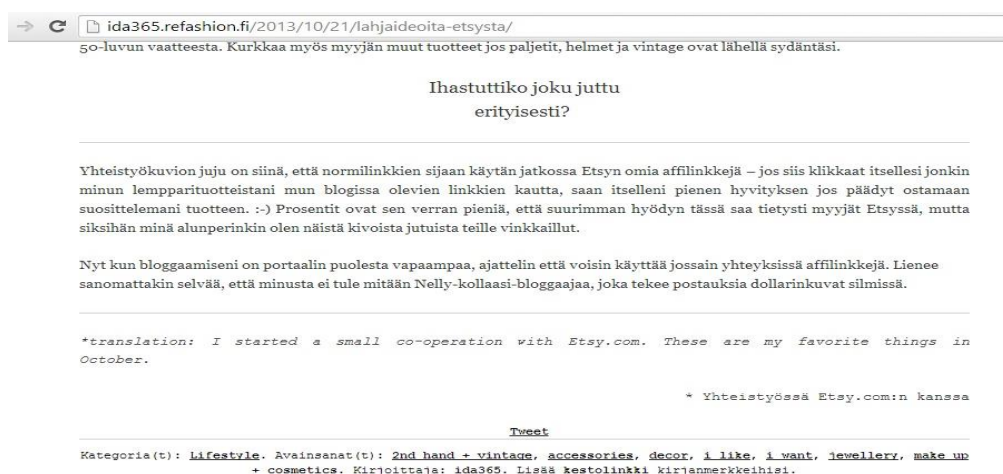 ida365.refashion.fi/2013/10/21/lahjaideoita-etsysta/
50-luvun vaatteesta. Kurkkaa myös myyjän muut tuotteet jos paljetit, helmet ja vintage ovat lähellä sydäntäsi.
Ihastuttiko joku juttu
erityisesti?
Yhteistyökuvion juju on siinä, että normilinkkien sijaan käytän jatkossa Etsyn omia affilinkkejä – jos siis klikkaat itsellesi jonkin
minun lempparituotteistani mun blogissa olevien linkkien kautta, saan itselleni pienen hyvityksen jos päädyt ostamaan
suosittelemani tuotteen. :-) Prosentit ovat sen verran pieniä, että suurimman hyödyn tässä saa tietysti myyjät Etsyssä, mutta
siksihän minä alunperinkin olen näistä kivoista jutuista teille vinkkaillut.
Nyt kun bloggaamiseni on portaalin puolesta vapaampaa, ajattelin että voisin käyttää jossain yhteyksissä affilinkkejä. Lienee
sanomattakin selvää, että minusta ei tule mitään Nelly-kollaasi-bloggaajaa, joka tekee postauksia dollarinkuvat silmissä.
*translation: I started a small co-operation with Etsy.com. These are my favorite things in
October.
* Yhteistyössä Etsy.com:n kanssa
Tweet
Kategoria(t): Lifestyle. Avainsanat(t): 2nd hand + vintage, accessories, decor, i like, i want, jewellery, make up
+ cosmetics. Kirjoittaja: ida365. Lisää kestolinkki kirjanmerkkeihisi.